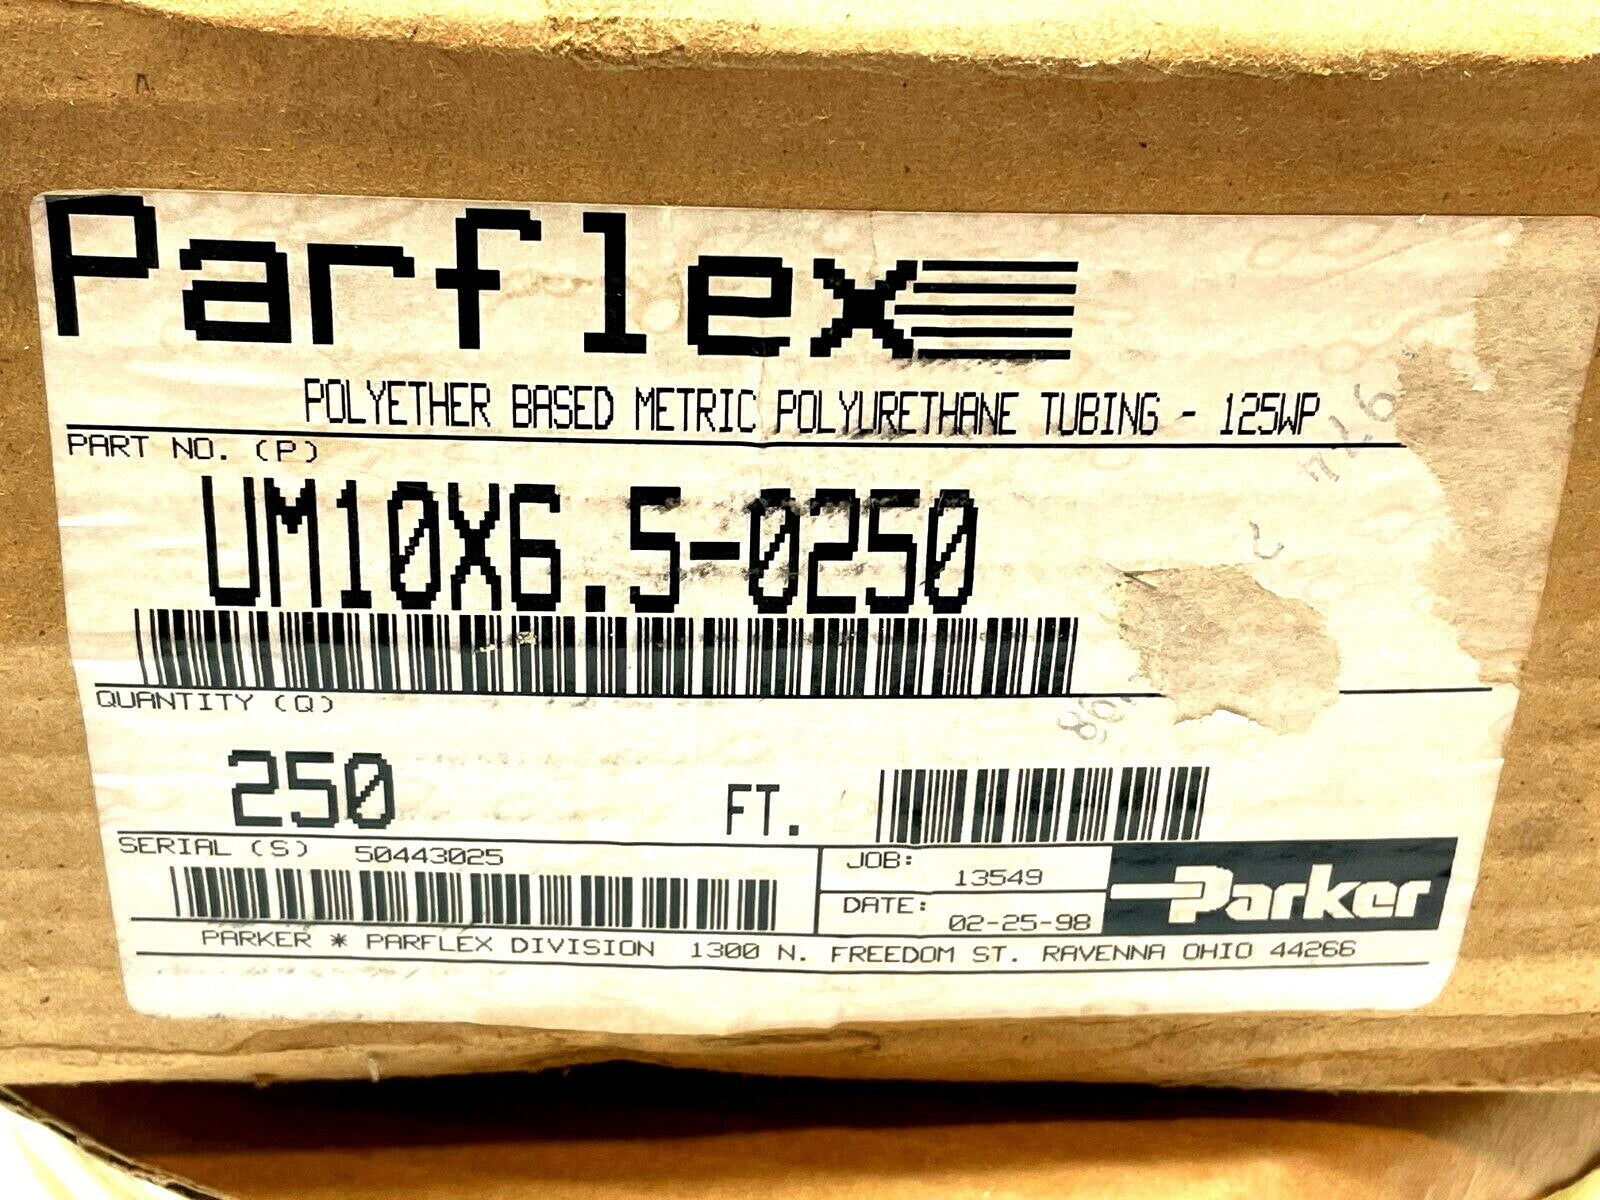 Parflex
POLYETHER BASED METRIC POLYURETHANE TUBING - 125WP
PART NO. (P)
UM10X6.5-0250
QUANTITY (Q)
250 FT.
SERIAL (S) 50443025
JOB: 13549
DATE: 02-25-98
Parker
PARKER * PARFLEX DIVISION 1300 N. FREEDOM ST. RAVENNA OHIO 44266